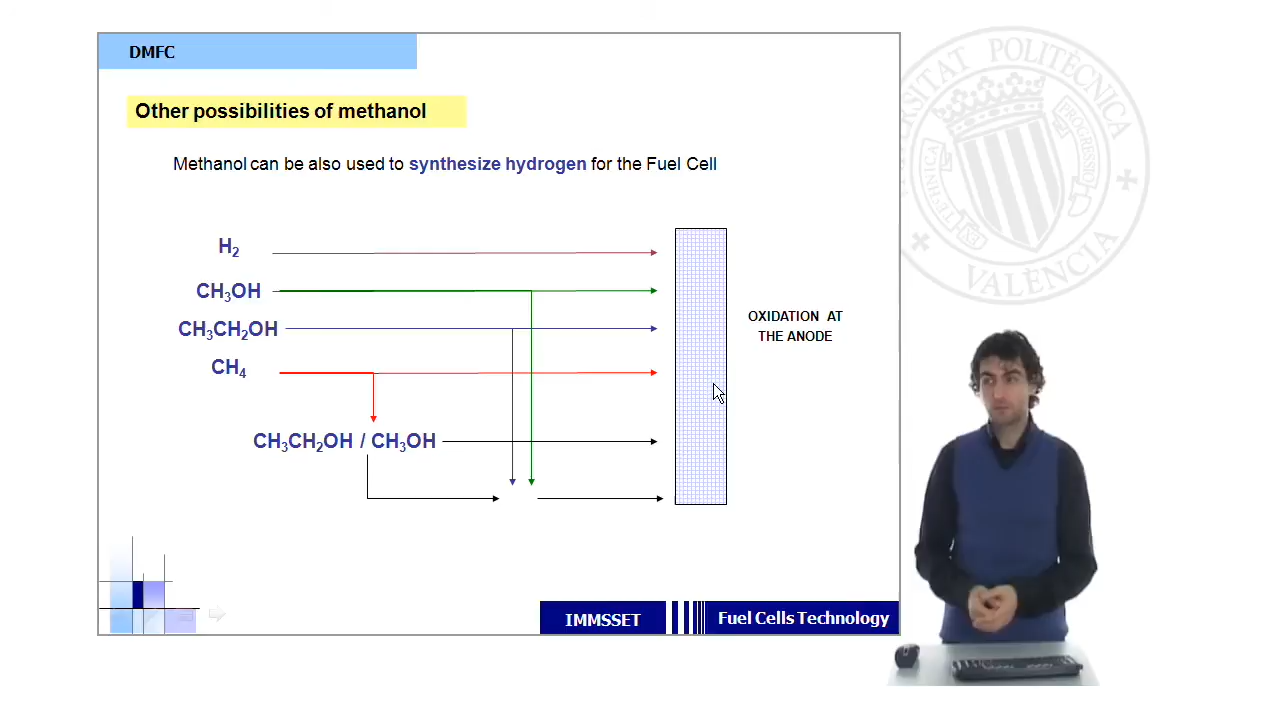 DMFC
Other possibilities of methanol
Methanol can be also used to synthesize hydrogen for the Fuel Cell
H₂
CH₃OH
CH₃CH₂OH
CH₄
CH₃CH₂OH / CH₃OH
OXIDATION AT
THE ANODE
IMMSSET
Fuel Cells Technology
UNIVERSITAT POLITÈCNICA
DE VALÈNCIA